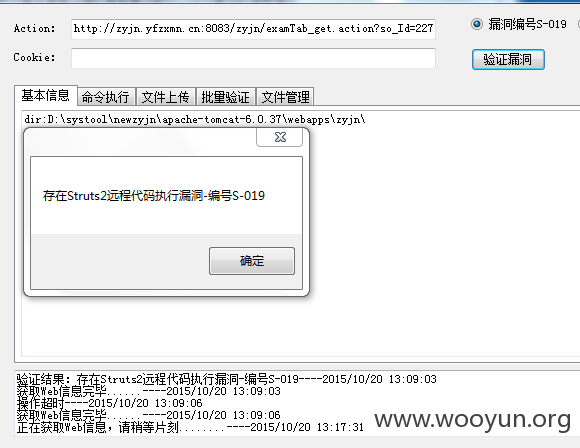 Action: http://zyjn.yfzxmn.cn:8083/zyjn/examTab_get.action?so_Id=227
漏洞编号S-019
Cookie:
验证漏洞
基本信息 命令执行 文件上传 批量验证 文件管理
dir:D:\systool\newzyjn\apache-tomcat-6.0.37\webapps\zyjn\
存在Struts2远程代码执行漏洞-编号S-019
确定
验证结果: 存在Struts2远程代码执行漏洞-编号S-019----2015/10/20 13:09:03
获取Web信息完毕.......----2015/10/20 13:09:03
操作超时----2015/10/20 13:09:06
获取Web信息完毕.......----2015/10/20 13:09:06
正在获取Web信息，请稍等片刻........----2015/10/20 13:17:31
www.wooyun.org